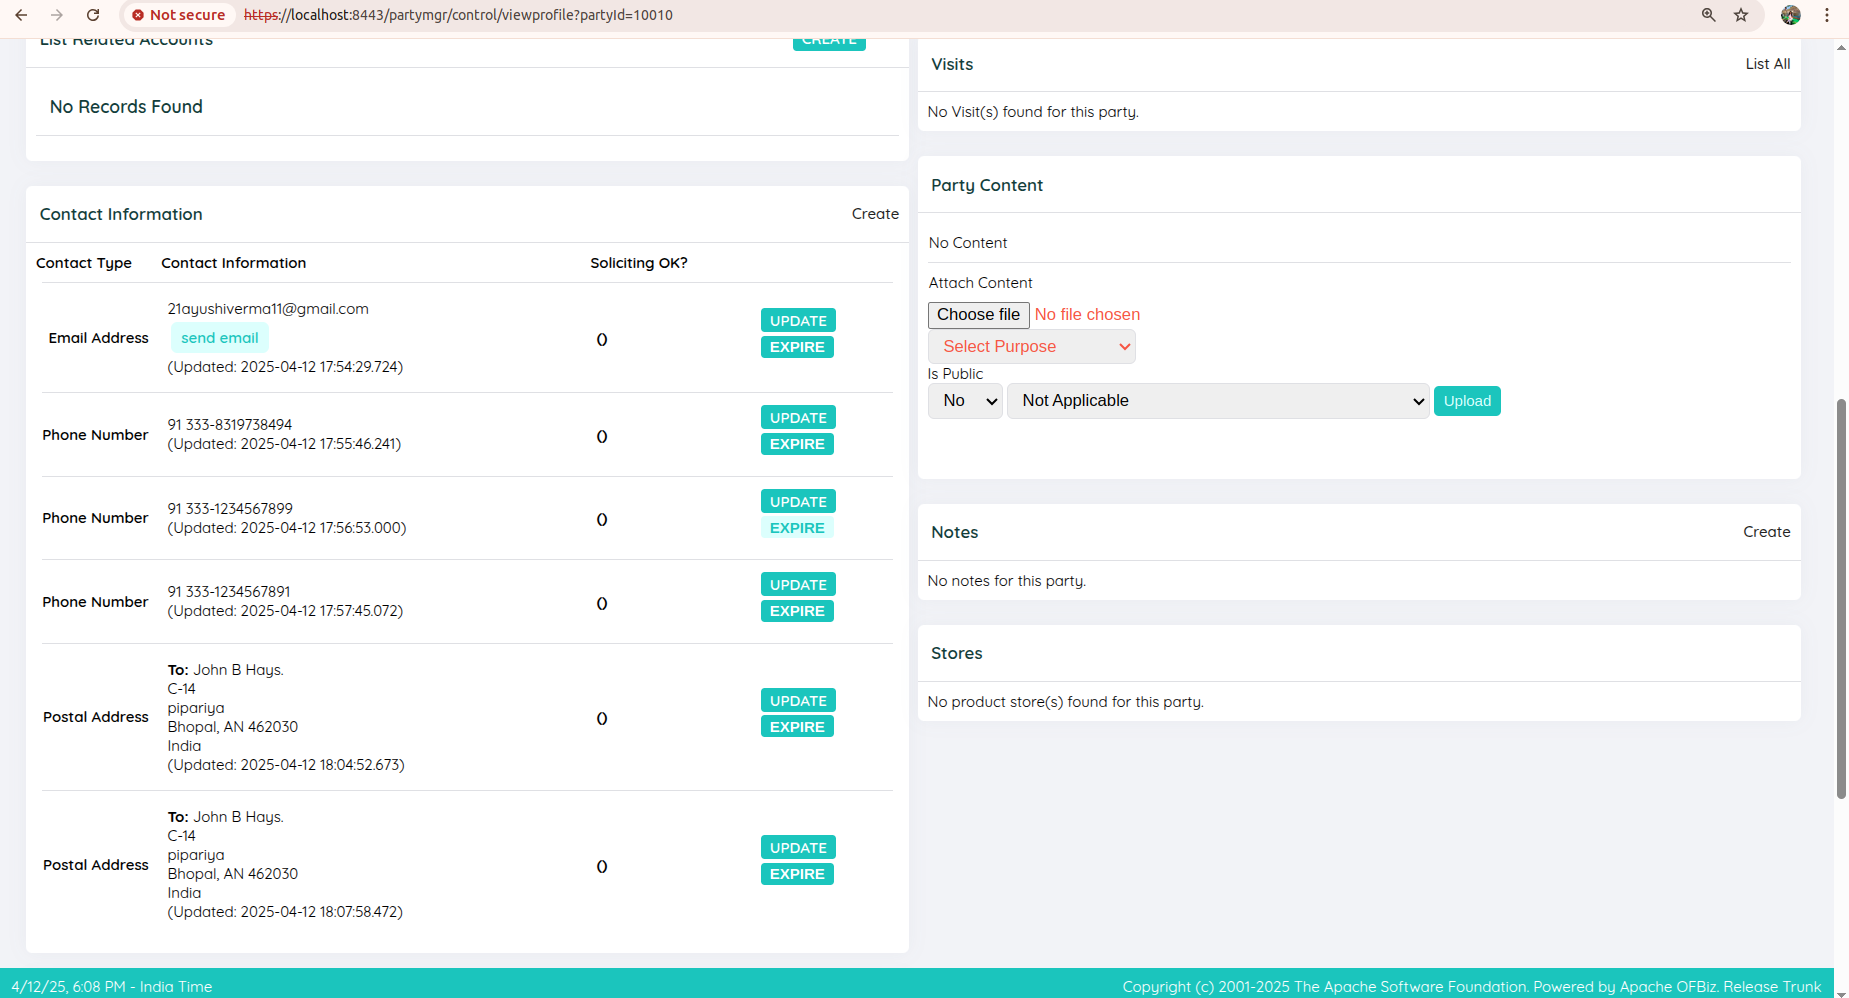 Not secure https://localhost:8443/partymgr/control/viewprofile?partyId=10010
List Related Accounts CREATE
No Records Found
Contact Information Create
Contact Type Contact Information Soliciting OK?
Email Address
21ayushiverma11@gmail.com
send email
(Updated: 2025-04-12 17:54:29.724)
()
UPDATE
EXPIRE
Phone Number
91 333-8319738494
(Updated: 2025-04-12 17:55:46.241)
()
UPDATE
EXPIRE
Phone Number
91 333-1234567899
(Updated: 2025-04-12 17:56:53.000)
()
UPDATE
EXPIRE
Phone Number
91 333-1234567891
(Updated: 2025-04-12 17:57:45.072)
()
UPDATE
EXPIRE
Postal Address
To: John B Hays.
C-14
pipariya
Bhopal, AN 462030
India
(Updated: 2025-04-12 18:04:52.673)
()
UPDATE
EXPIRE
Postal Address
To: John B Hays.
C-14
pipariya
Bhopal, AN 462030
India
(Updated: 2025-04-12 18:07:58.472)
()
UPDATE
EXPIRE
Visits List All
No Visit(s) found for this party.
Party Content
No Content
Attach Content
Choose file No file chosen
Select Purpose
Is Public
No Not Applicable Upload
Notes Create
No notes for this party.
Stores
No product store(s) found for this party.
4/12/25, 6:08 PM - India Time Copyright (c) 2001-2025 The Apache Software Foundation. Powered by Apache OFBiz. Release Trunk